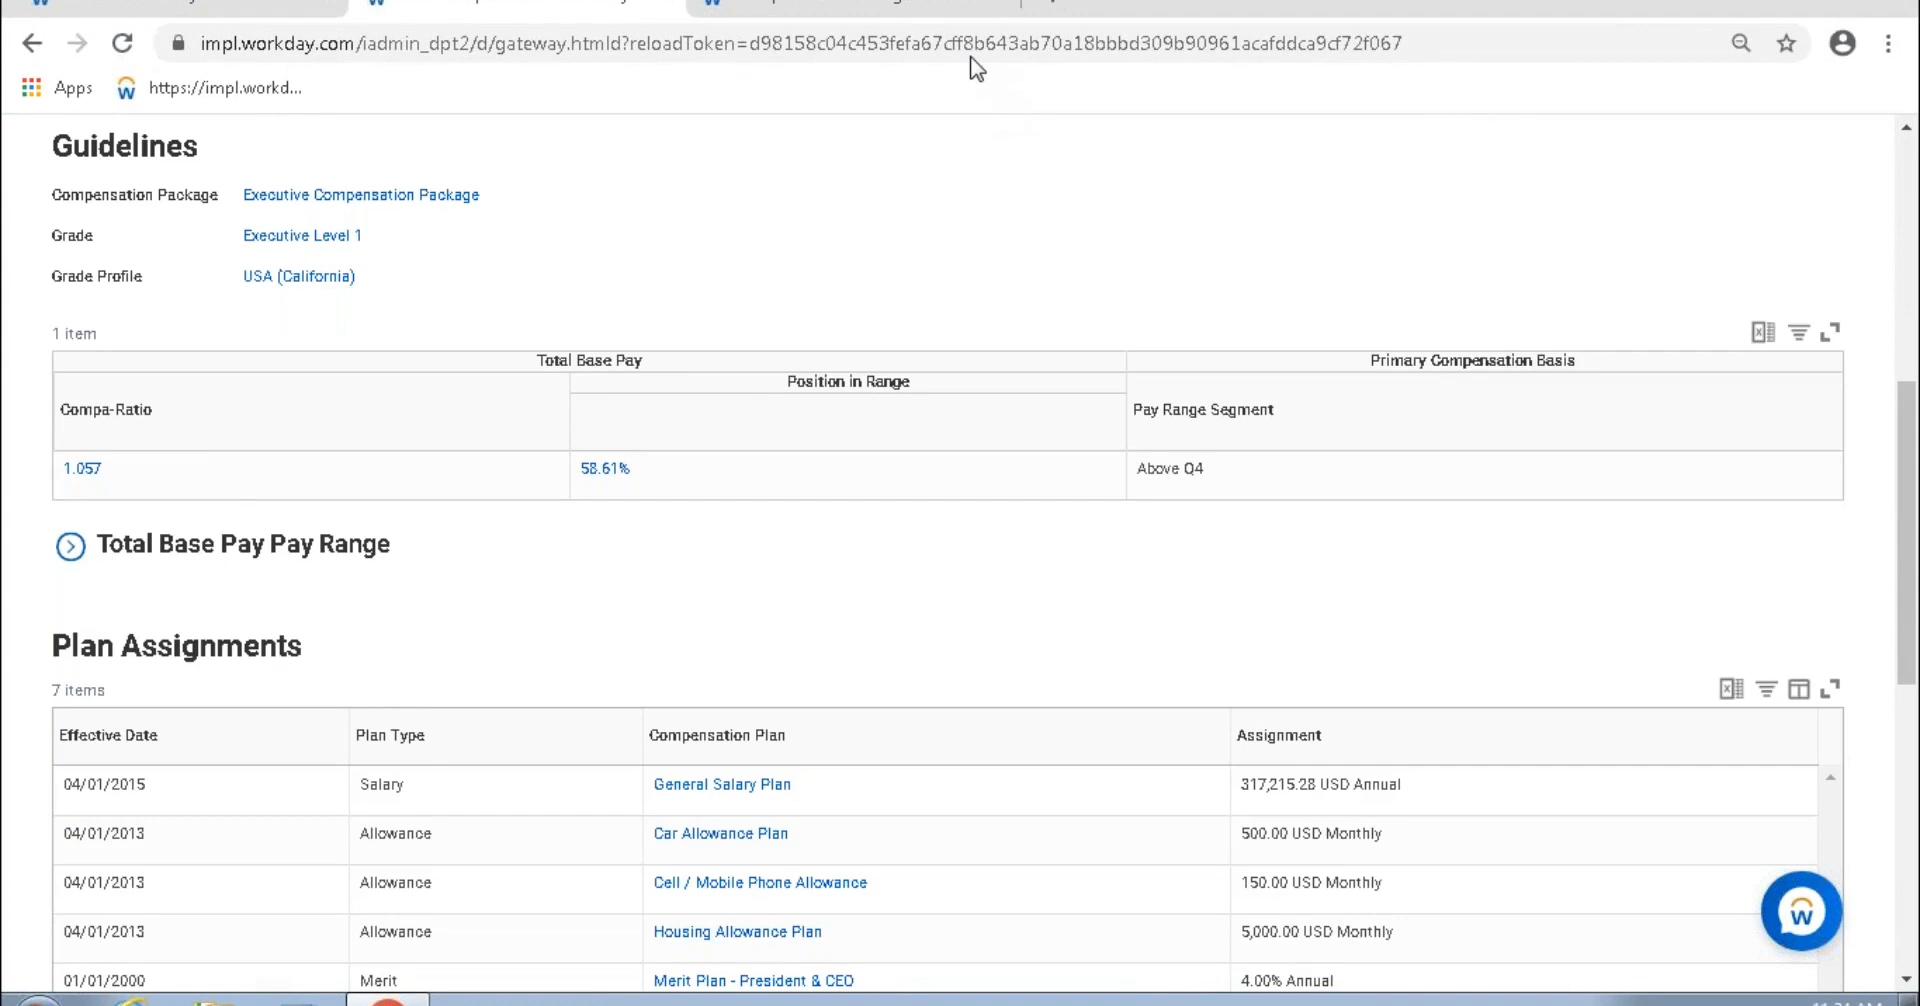 impl.workday.com/iadmin_dpt2/d/gateway.htmld?reloadToken=d98158c04c453fefa67cff8b643ab70a18bbbd309b90961acafddca9cf72f067
Apps https://impl.workd...
Guidelines
Compensation Package Executive Compensation Package
Grade Executive Level 1
Grade Profile USA (California)
1 item
Total Base Pay Primary Compensation Basis
Position in Range
Compa-Ratio Pay Range Segment
1.057 58.61% Above Q4
Total Base Pay Pay Range
Plan Assignments
7 items
Effective Date Plan Type Compensation Plan Assignment
04/01/2015 Salary General Salary Plan 317,215.28 USD Annual
04/01/2013 Allowance Car Allowance Plan 500.00 USD Monthly
04/01/2013 Allowance Cell / Mobile Phone Allowance 150.00 USD Monthly
04/01/2013 Allowance Housing Allowance Plan 5,000.00 USD Monthly
01/01/2000 Merit Merit Plan - President & CEO 4.00% Annual